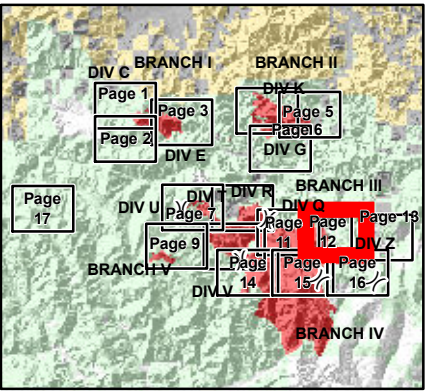 BRANCH I
BRANCH II
DIV C
DIV K
Page 1
Page 3
Page 5
Page 2
Page 6
DIV E
DIV G
BRANCH III
Page
17
DIV U
DIV T
DIV R
DIV Q
Page 7
Page
11
Page
12
Page 13
Page 9
DIV Z
BRANCH V
Page
14
Page
15
Page
16
DIV V
BRANCH IV